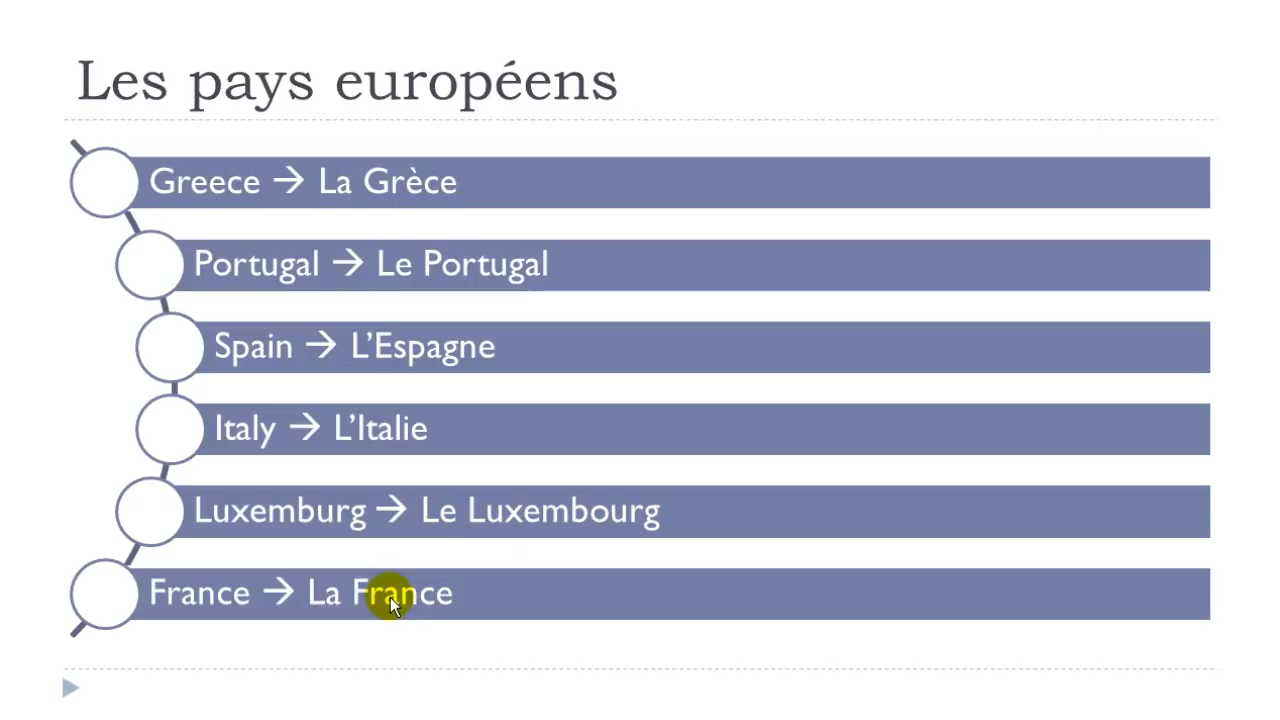 Les pays européens
Greece → La Grèce
Portugal → Le Portugal
Spain → L’Espagne
Italy → L’Italie
Luxemburg → Le Luxembourg
France → La France